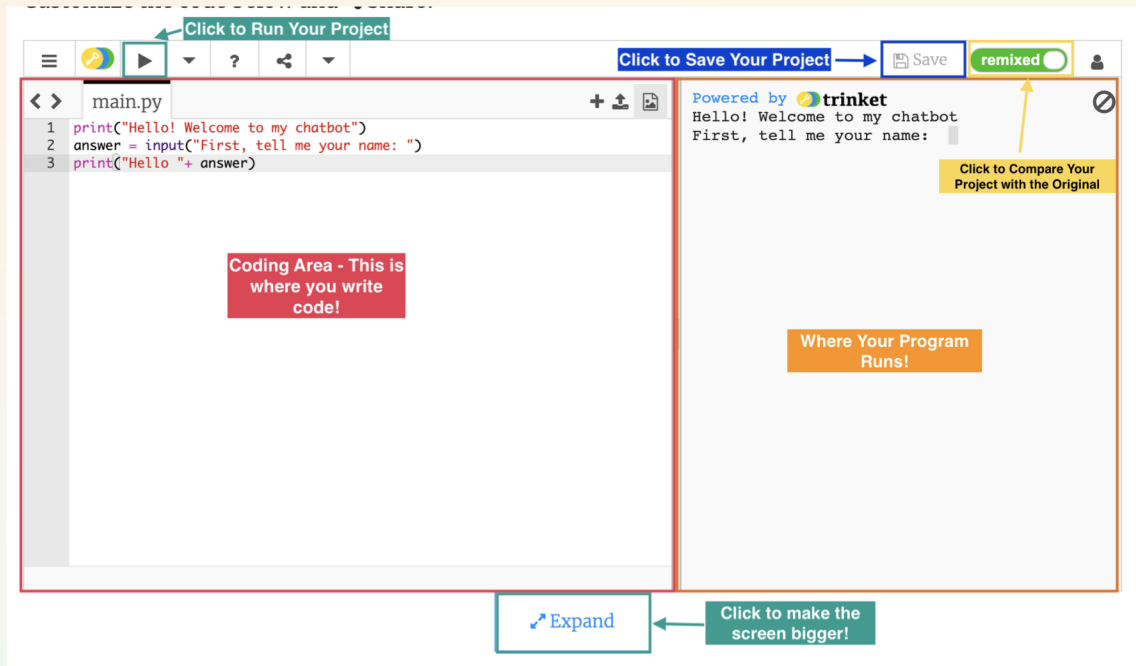 Click to Run Your Project
Click to Save Your Project
Save
remixed
?
main.py
Powered by trinket
1 print("Hello! Welcome to my chatbot")
2 answer = input("First, tell me your name: ")
3 print("Hello "+ answer)
Hello! Welcome to my chatbot
First, tell me your name:
Click to Compare Your
Project with the Original
Coding Area - This is
where you write
code!
Where Your Program
Runs!
Expand
Click to make the
screen bigger!